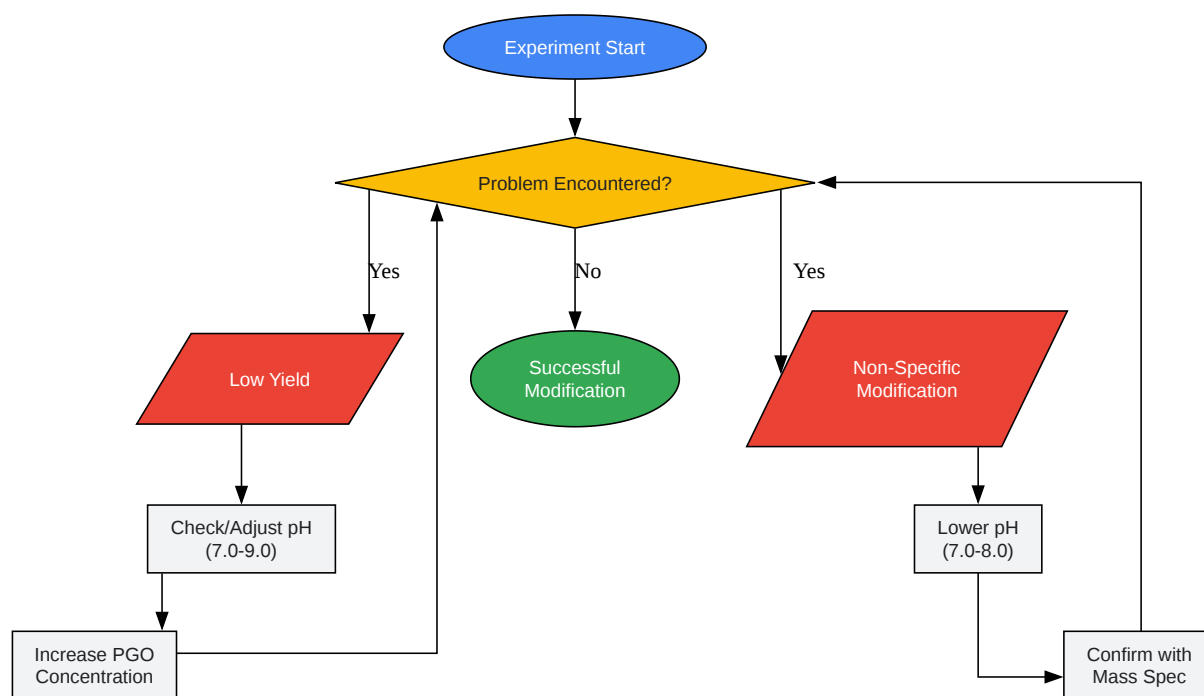 Experiment Start
Problem Encountered?
Yes
No
Yes
Low Yield
Successful
Modification
Non-Specific
Modification
Check/Adjust pH
(7.0-9.0)
Lower pH
(7.0-8.0)
Increase PGO
Concentration
Confirm with
Mass Spec